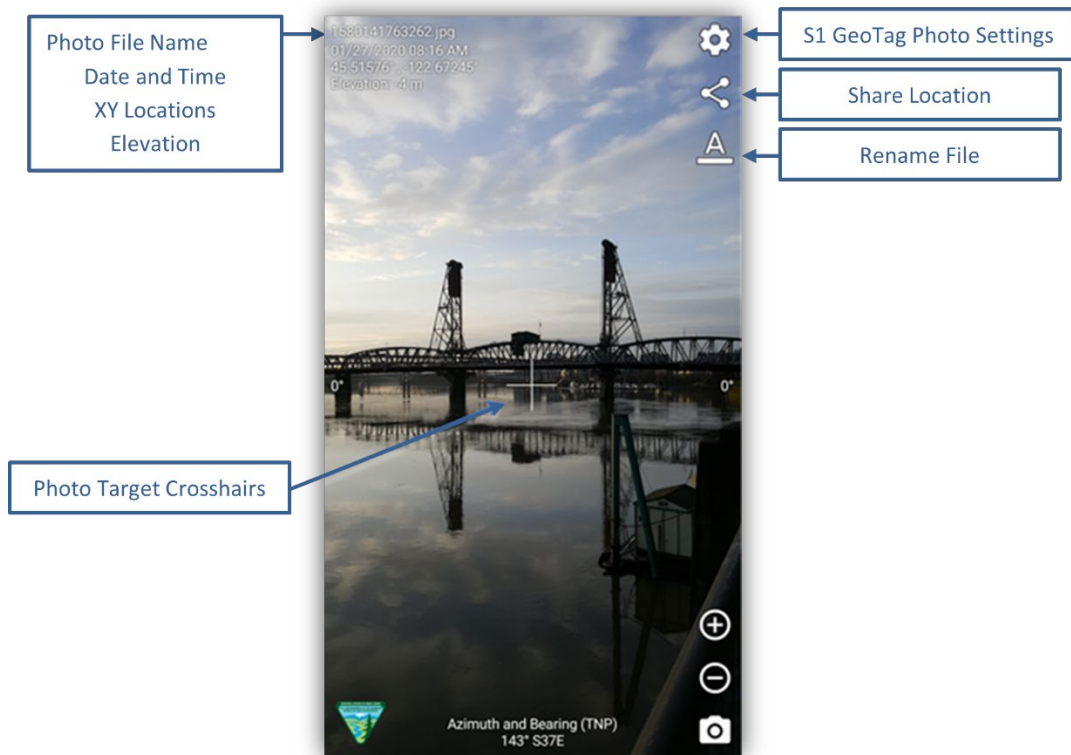 Photo File Name
Date and Time
XY Locations
Elevation
1580141763262.jpg
01/27/2020 08:16 AM
45.51576°, -122.67245°
Elevation: -4 m
S1 GeoTag Photo Settings
Share Location
A
Rename File
0°
0°
Photo Target Crosshairs
Azimuth and Bearing (TNP)
143° S37E